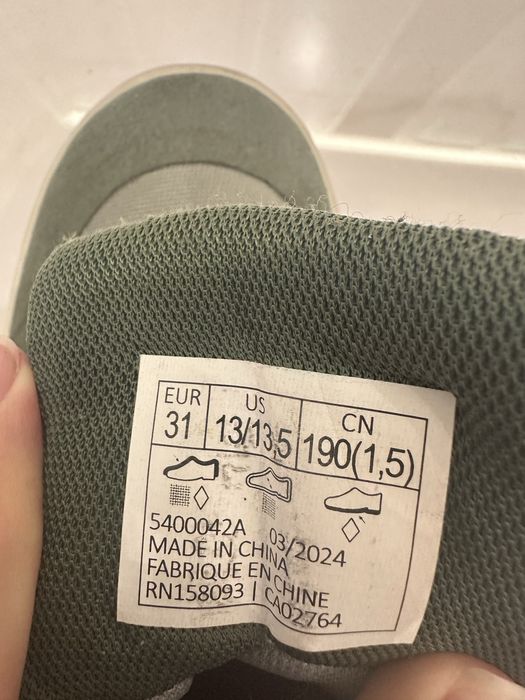 EUR US CN
31 13/13,5 190(1,5)
5400042A 03/2024
MADE IN CHINA
FABRIQUE EN CHINE
RN158093 | CA02764